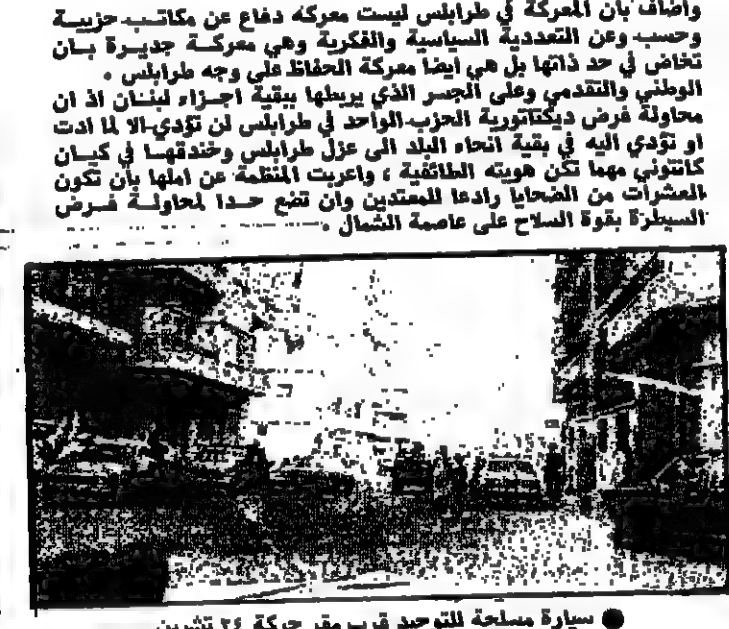 واضاف بان المعركة في طرابلس ليست معركة دفاع عن مكاتب حزبية
وحسب وعن التعددية السياسية والفكرية وهي معركة جديرة بان
تخاض في حد ذاتها بل هي ايضا معركة الحفاظ على وجه طرابلس .
الوطني والتقدمي وعلى الجسر الذي يربطها ببقية اجزاء لبنان اذ ان
محاولة فرض ديكتاتورية الحزب الواحد في طرابلس لن تؤدي الا لما ادت
او تؤدي اليه في بقية انحاء البلد الى عزل طرابلس وخندقها في كيان
كانتوني مهما تكن هويته الطائفية ، واعربت المنظمة عن املها بأن تكون
العشرات من الضحايا رادعا للمعتدين وان تضع حدا لمحاولة فرض
السيطرة بقوة السلاح على عاصمة الشمال .
● سيارة مسلحة للتوحيد قرب مقر حركة ٢٤ تشرين